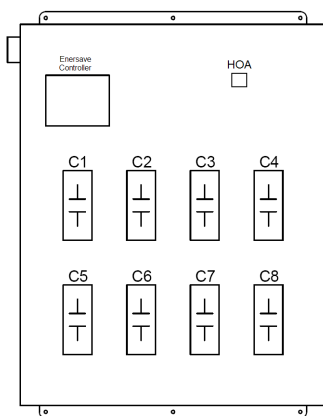 Enersave
Controller
HOA
C1 C2 C3 C4
C5 C6 C7 C8